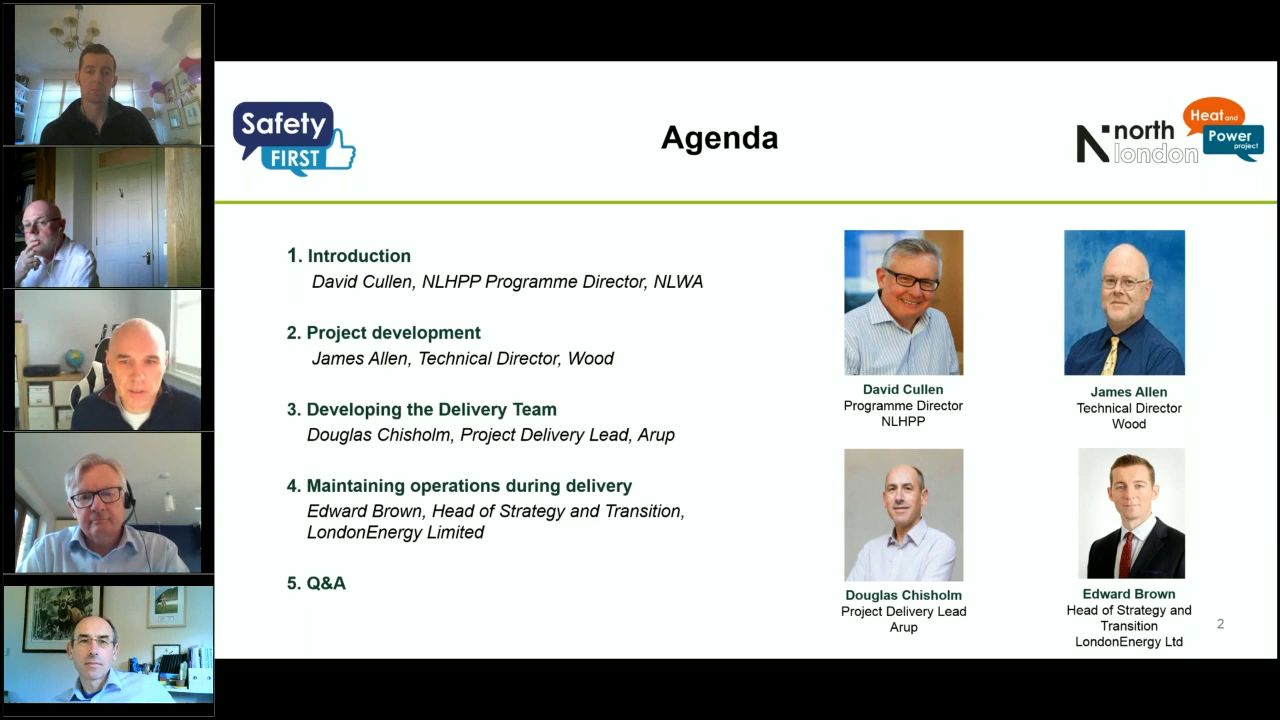 Safety
FIRST
Agenda
north
london
Heat and
Power
project
1. Introduction
David Cullen, NLHPP Programme Director, NLWA
2. Project development
James Allen, Technical Director, Wood
3. Developing the Delivery Team
Douglas Chisholm, Project Delivery Lead, Arup
4. Maintaining operations during delivery
Edward Brown, Head of Strategy and Transition,
LondonEnergy Limited
5. Q&A
David Cullen
Programme Director
NLHPP
James Allen
Technical Director
Wood
Douglas Chisholm
Project Delivery Lead
Arup
Edward Brown
Head of Strategy and
Transition
LondonEnergy Ltd
2